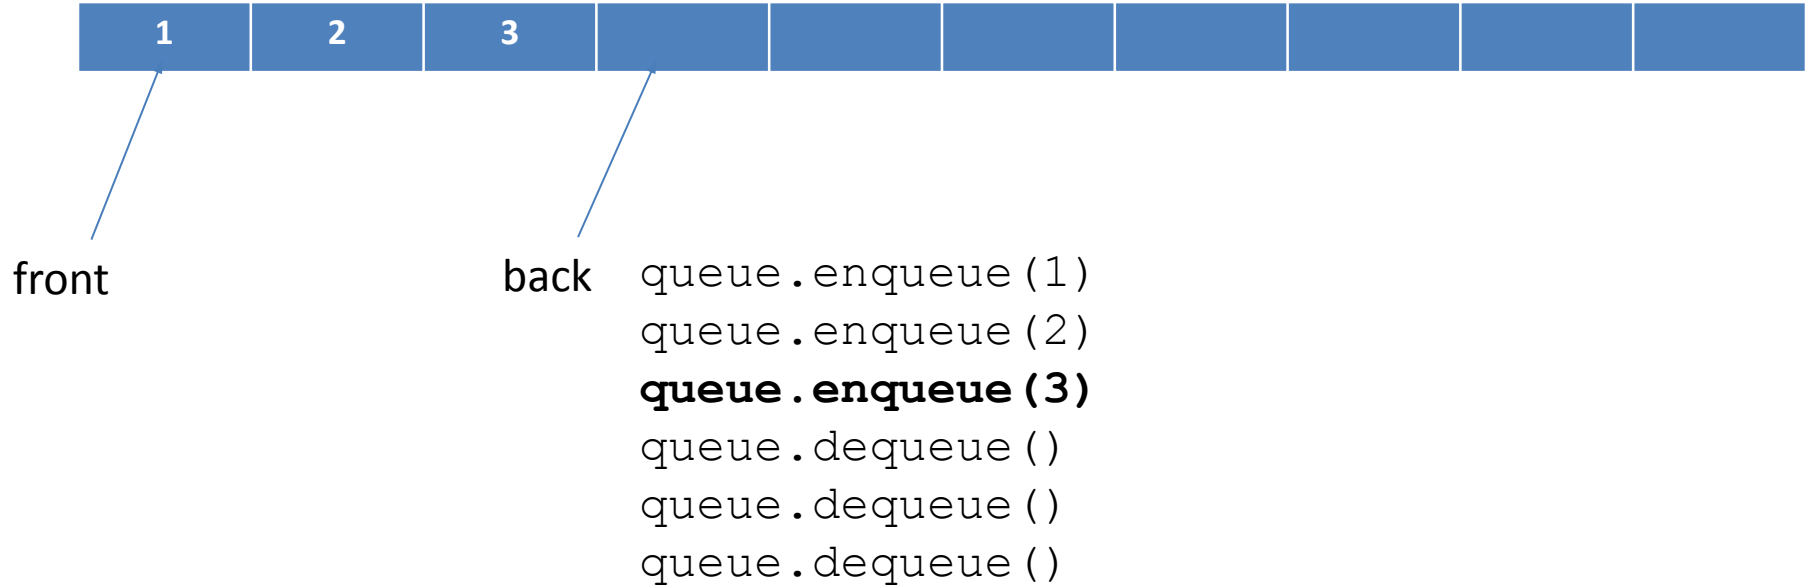 1 2 3
front
back
queue.enqueue(1)
queue.enqueue(2)
queue.enqueue(3)
queue.dequeue()
queue.dequeue()
queue.dequeue()